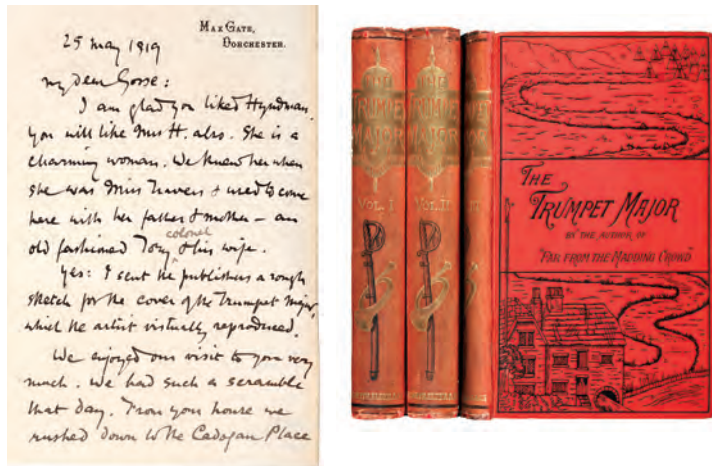 MAX GATE,
DORCHESTER.
25 May 1819
My dear Gosse:
I am glad you liked Hyndman.
You will like Mrs H. also. She is a
charming woman. We knew her when
she was Miss Travers & used to come
here with her father & mother – an
colonel
old fashioned Tory & his wife.
Yes: I sent the publishers a rough
sketch for the cover of the Trumpet Major,
which the artist virtually reproduced.
We enjoyed our visit to you very
much. We had such a scramble
that day. From your house we
rushed down to the Cadogan Place
THE
TRUMPET
MAJOR
VOL. I
THE
TRUMPET
MAJOR
VOL. II
THE
TRUMPET MAJOR
BY THE AUTHOR OF
"FAR FROM THE MADDING CROWD"